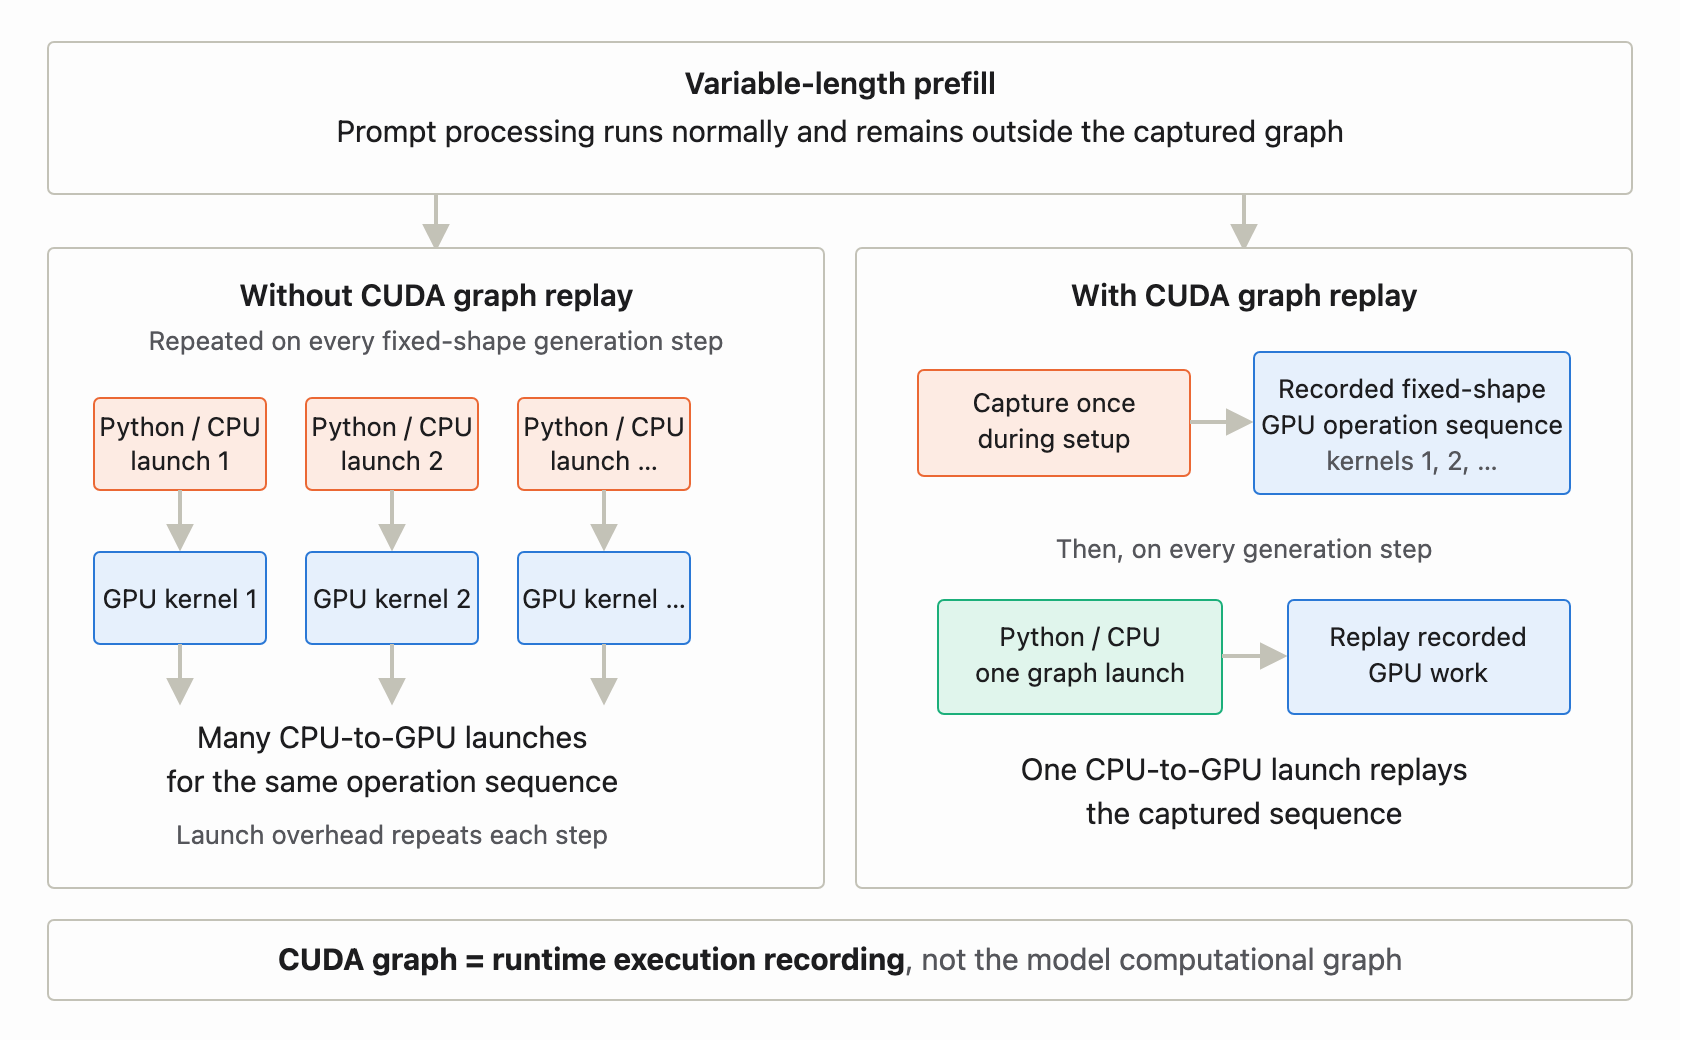 Variable-length prefill
Prompt processing runs normally and remains outside the captured graph
Without CUDA graph replay
Repeated on every fixed-shape generation step
Python / CPU
launch 1
Python / CPU
launch 2
Python / CPU
launch ...
GPU kernel 1
GPU kernel 2
GPU kernel ...
Many CPU-to-GPU launches
for the same operation sequence
Launch overhead repeats each step
With CUDA graph replay
Capture once
during setup
Recorded fixed-shape
GPU operation sequence
kernels 1, 2, ...
Then, on every generation step
Python / CPU
one graph launch
Replay recorded
GPU work
One CPU-to-GPU launch replays
the captured sequence
CUDA graph = runtime execution recording, not the model computational graph